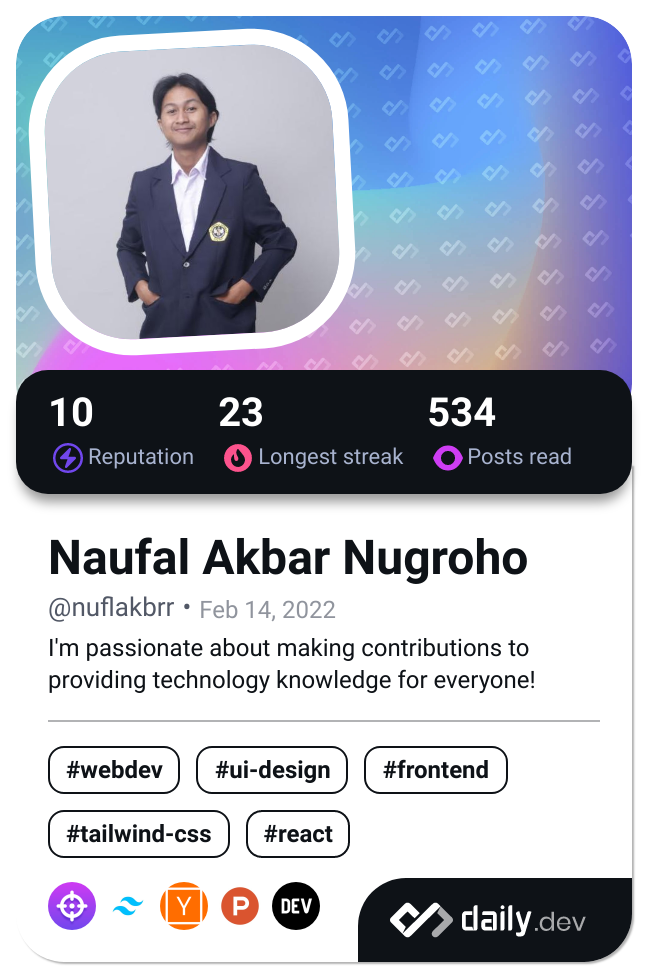 10 23 534
Reputation Longest streak Posts read
Naufal Akbar Nugroho
@nuflakbrr • Feb 14, 2022
I'm passionate about making contributions to
providing technology knowledge for everyone!
#webdev #ui-design #frontend
#tailwind-css #react
Y P DEV daily.dev